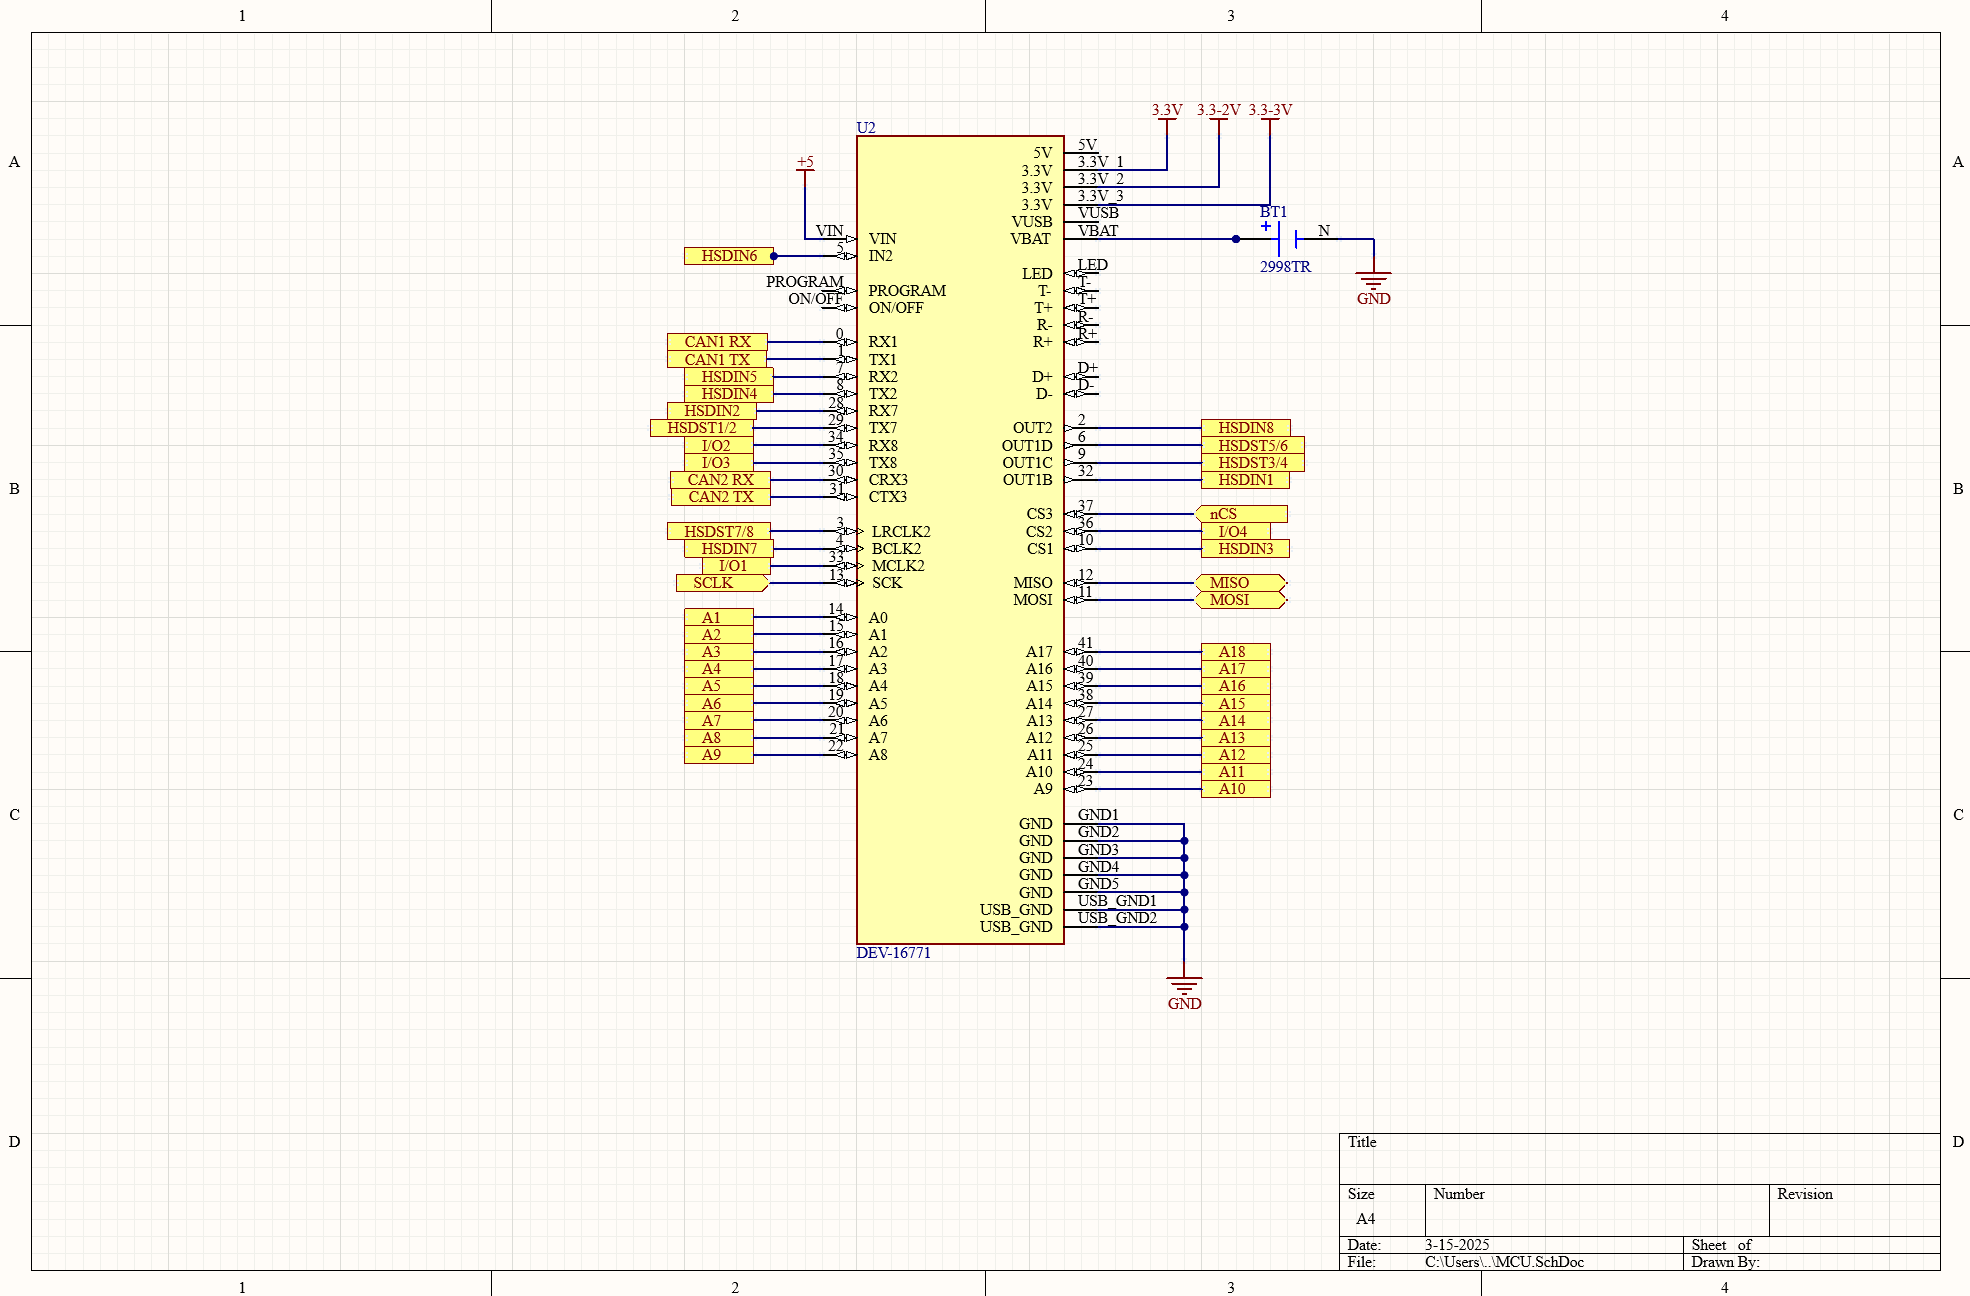 1 2 3 4
A A
B B
C C
D D
U2
+5
3.3V 3.3-2V 3.3-3V
5V 5V
3.3V 3.3V_1
3.3V 3.3V_2
3.3V 3.3V_3
VUSB VUSB
VIN VIN VBAT VBAT
BT1
+
N
2998TR
GND
HSDIN6 5 IN2
LED LED
PROGRAM PROGRAM T- T-
ON/OFF ON/OFF T+ T+
R- R-
CAN1 RX 0 RX1 R+ R+
CAN1 TX 1 TX1
HSDIN5 7 RX2 D+ D+
HSDIN4 8 TX2 D- D-
HSDIN2 28 RX7
HSDST1/2 29 TX7 OUT2 2 HSDIN8
I/O2 34 RX8 OUT1D 6 HSDST5/6
I/O3 35 TX8 OUT1C 9 HSDST3/4
CAN2 RX 30 CRX3 OUT1B 32 HSDIN1
CAN2 TX 31 CTX3
CS3 37 nCS
HSDST7/8 3 LRCLK2 CS2 36 I/O4
HSDIN7 4 BCLK2 CS1 10 HSDIN3
I/O1 33 MCLK2
SCLK 13 SCK MISO 12 MISO
MOSI 11 MOSI
A1 14 A0
A2 15 A1
A3 16 A2 A17 41 A18
A4 17 A3 A16 40 A17
A5 18 A4 A15 39 A16
A6 19 A5 A14 38 A15
A7 20 A6 A13 27 A14
A8 21 A7 A12 26 A13
A9 22 A8 A11 25 A12
A10 24 A11
A9 23 A10
GND GND1
GND GND2
GND GND3
GND GND4
GND GND5
USB_GND USB_GND1
USB_GND USB_GND2
DEV-16771
GND
Title
Size Number Revision
A4
Date: 3-15-2025 Sheet of
File: C:\Users\..\MCU.SchDoc Drawn By:
1 2 3 4